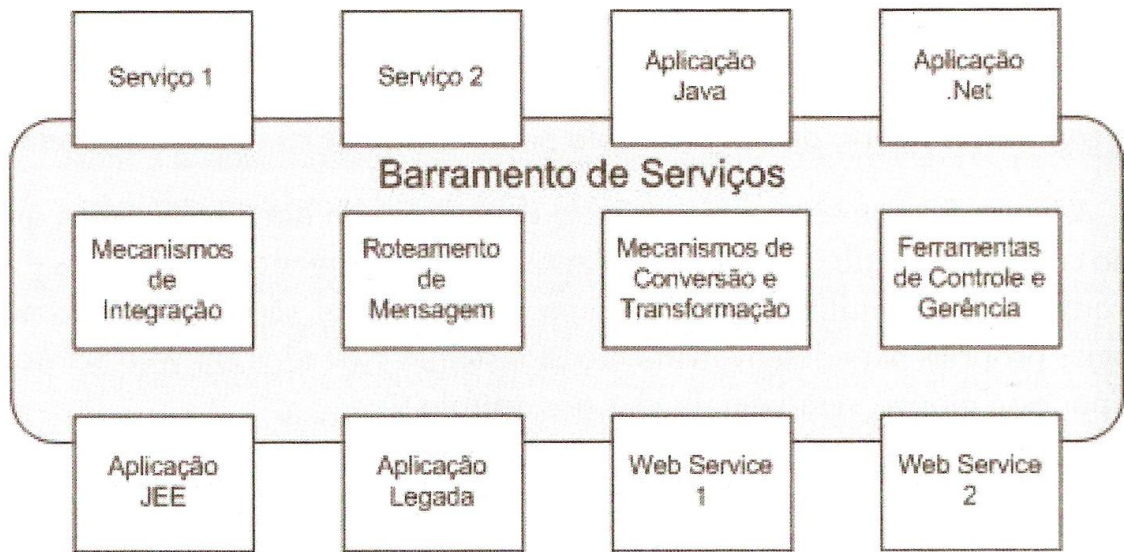 Serviço 1
Serviço 2
Aplicação
Java
Aplicação
.Net
Barramento de Serviços
Mecanismos
de
Integração
Roteamento
de
Mensagem
Mecanismos de
Conversão e
Transformação
Ferramentas
de Controle e
Gerência
Aplicação
JEE
Aplicação
Legada
Web Service
1
Web Service
2